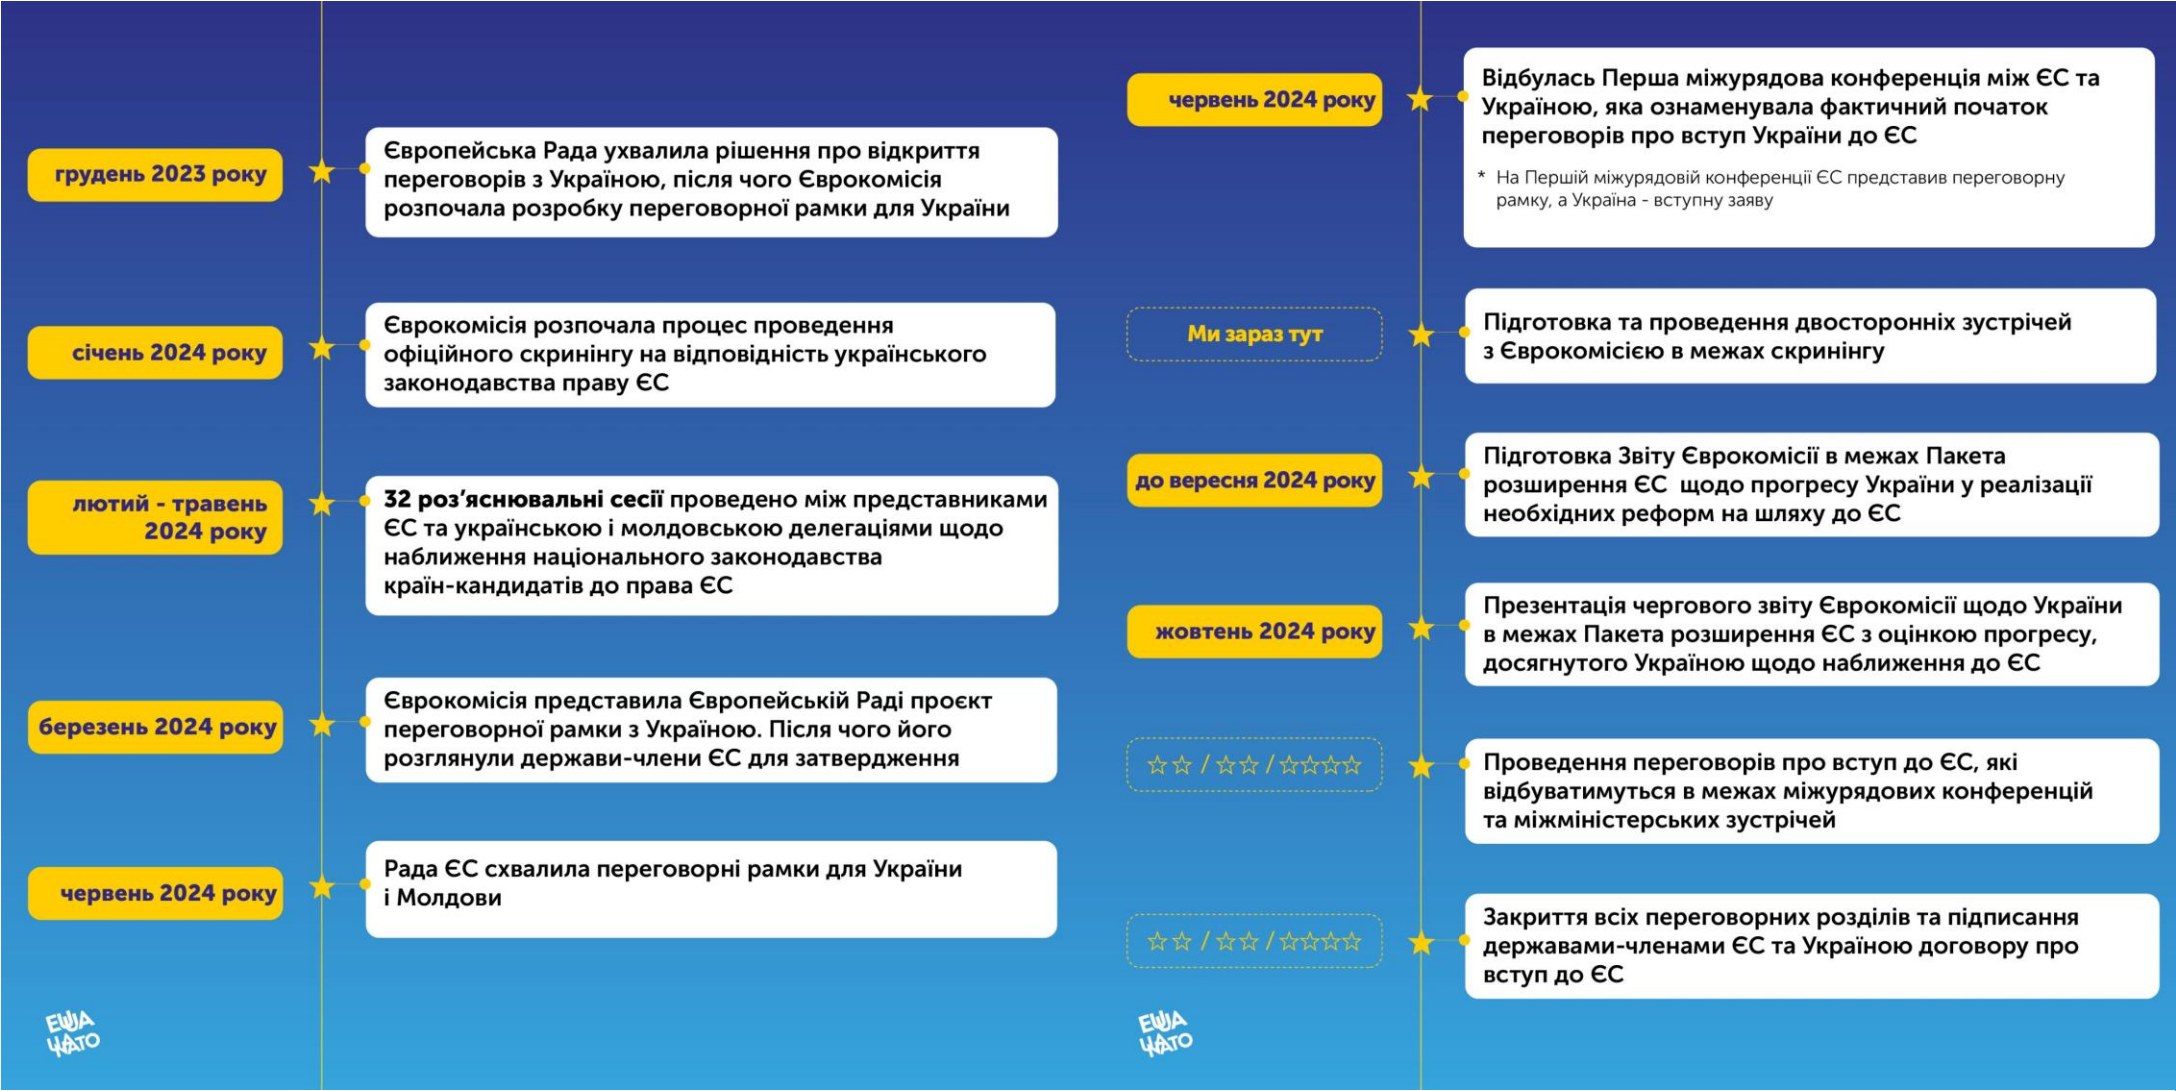 грудень 2023 року
Європейська Рада ухвалила рішення про відкриття
переговорів з Україною, після чого Єврокомісія
розпочала розробку переговорної рамки для України
січень 2024 року
Єврокомісія розпочала процес проведення
офіційного скринінгу на відповідність українського
законодавства праву ЄС
лютий - травень
2024 року
32 роз’яснювальні сесії проведено між представниками
ЄС та українською і молдовською делегаціями щодо
наближення національного законодавства
країн-кандидатів до права ЄС
березень 2024 року
Єврокомісія представила Європейській Раді проєкт
переговорної рамки з Україною. Після чого його
розглянули держави-члени ЄС для затвердження
червень 2024 року
Рада ЄС схвалила переговорні рамки для України
і Молдови
EUUA
NATO
червень 2024 року
Відбулась Перша міжурядова конференція між ЄС та
Україною, яка ознаменувала фактичний початок
переговорів про вступ України до ЄС
* На Першій міжурядовій конференції ЄС представив переговорну
рамку, а Україна - вступну заяву
Ми зараз тут
Підготовка та проведення двосторонніх зустрічей
з Єврокомісією в межах скринінгу
до вересня 2024 року
Підготовка Звіту Єврокомісії в межах Пакета
розширення ЄС щодо прогресу України у реалізації
необхідних реформ на шляху до ЄС
жовтень 2024 року
Презентація чергового звіту Єврокомісії щодо України
в межах Пакета розширення ЄС з оцінкою прогресу,
досягнутого Україною щодо наближення до ЄС
☆☆ / ☆☆ / ☆☆☆☆
Проведення переговорів про вступ до ЄС, які
відбуватимуться в межах міжурядових конференцій
та міжміністерських зустрічей
☆☆ / ☆☆ / ☆☆☆☆
Закриття всіх переговорних розділів та підписання
державами-членами ЄС та Україною договору про
вступ до ЄС
EUUA
NATO